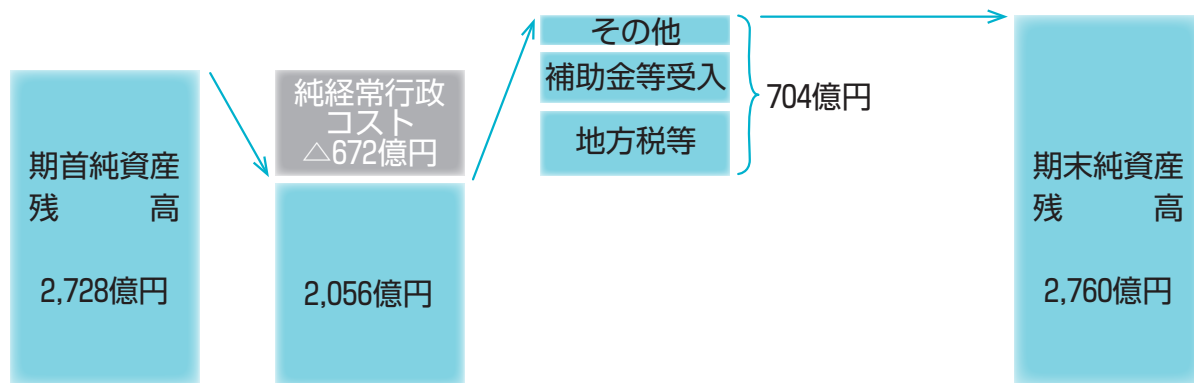 期首純資産
残高
2,728億円
純経常行政
コスト
△672億円
2,056億円
その他
補助金等受入
地方税等
704億円
期末純資産
残高
2,760億円